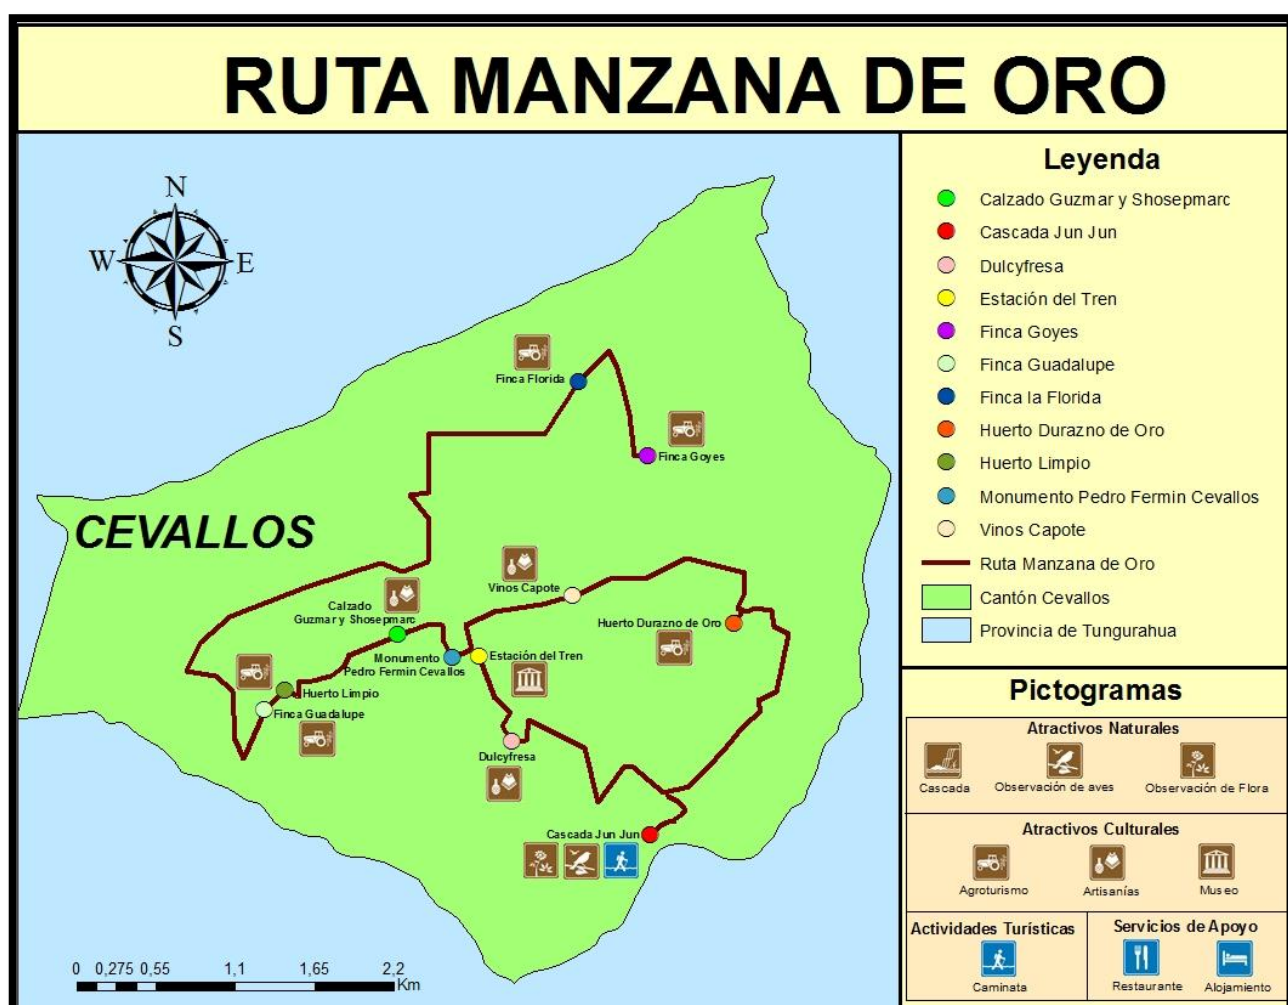 RUTA MANZANA DE ORO
N
W
E
S
CEVALLOS
Finca Florida
Finca Goyes
Vinos Capote
Calzado
Guzmar y Shosepmarc
Huerto Durazno de Oro
Monumento
Pedro Fermin Cevallos
Estación del Tren
Huerto Limpio
Finca Guadalupe
Dulcyfresa
Cascada Jun Jun
0 0,275 0,55 1,1 1,65 2,2
Km
Leyenda
Calzado Guzmar y Shosepmarc
Cascada Jun Jun
Dulcyfresa
Estación del Tren
Finca Goyes
Finca Guadalupe
Finca la Florida
Huerto Durazno de Oro
Huerto Limpio
Monumento Pedro Fermin Cevallos
Vinos Capote
Ruta Manzana de Oro
Cantón Cevallos
Provincia de Tungurahua
Pictogramas
Atractivos Naturales
Cascada
Observación de aves
Observación de Flora
Atractivos Culturales
Agroturismo
Artisanías
Museo
Actividades Turísticas
Caminata
Servicios de Apoyo
Restaurante
Alojamiento